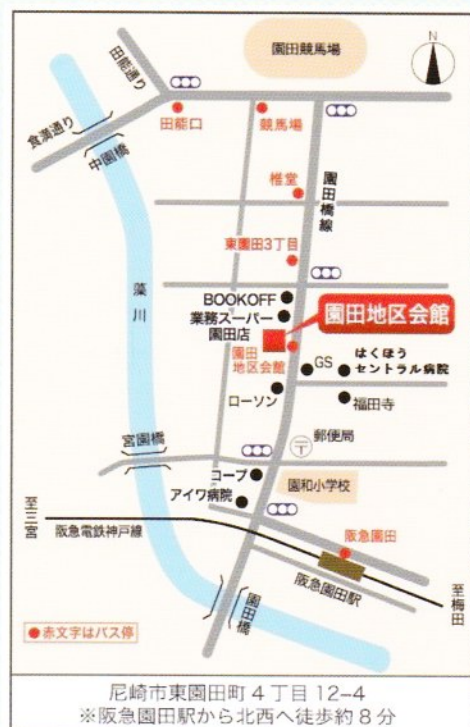 園田競馬場
N
田能通り
食満通り
中園橋
田能口
競馬場
椎堂
園田橋線
東園田3丁目
藻川
BOOKOFF
業務スーパー
園田店
園田地区会館
園田
地区会館
GS
はくほう
セントラル病院
ローソン
福田寺
宮園橋
〒
郵便局
コープ
園和小学校
アイワ病院
至三宮
阪急電鉄神戸線
阪急園田
阪急園田駅
至梅田
園田橋
●赤文字はバス停
尼崎市東園田町4丁目12-4
※阪急園田駅から北西へ徒歩約8分